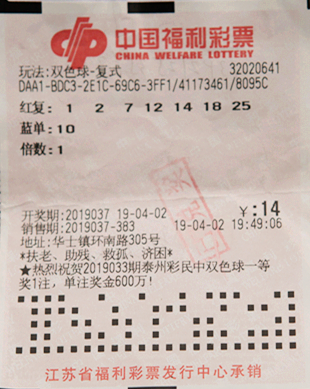 中国福利彩票
CHINA WELFARE LOTTERY
玩法:双色球-复式 32020641
DAA1-BDC3-2E1C-69C6-3FF1/41173461/8095C
红复: 1 2 7 12 14 18 25
蓝单:10
倍数:1
开奖期:2019037 19-04-02 ¥:14
销售期:2019037-383 19-04-02 19:49:06
地址:华士镇环南路305号
*扶老、助残、救孤、济困*
★热烈祝贺2019033期泰州彩民中双色球一等
奖1注,单注奖金600万!
江苏省福利彩票发行中心承销